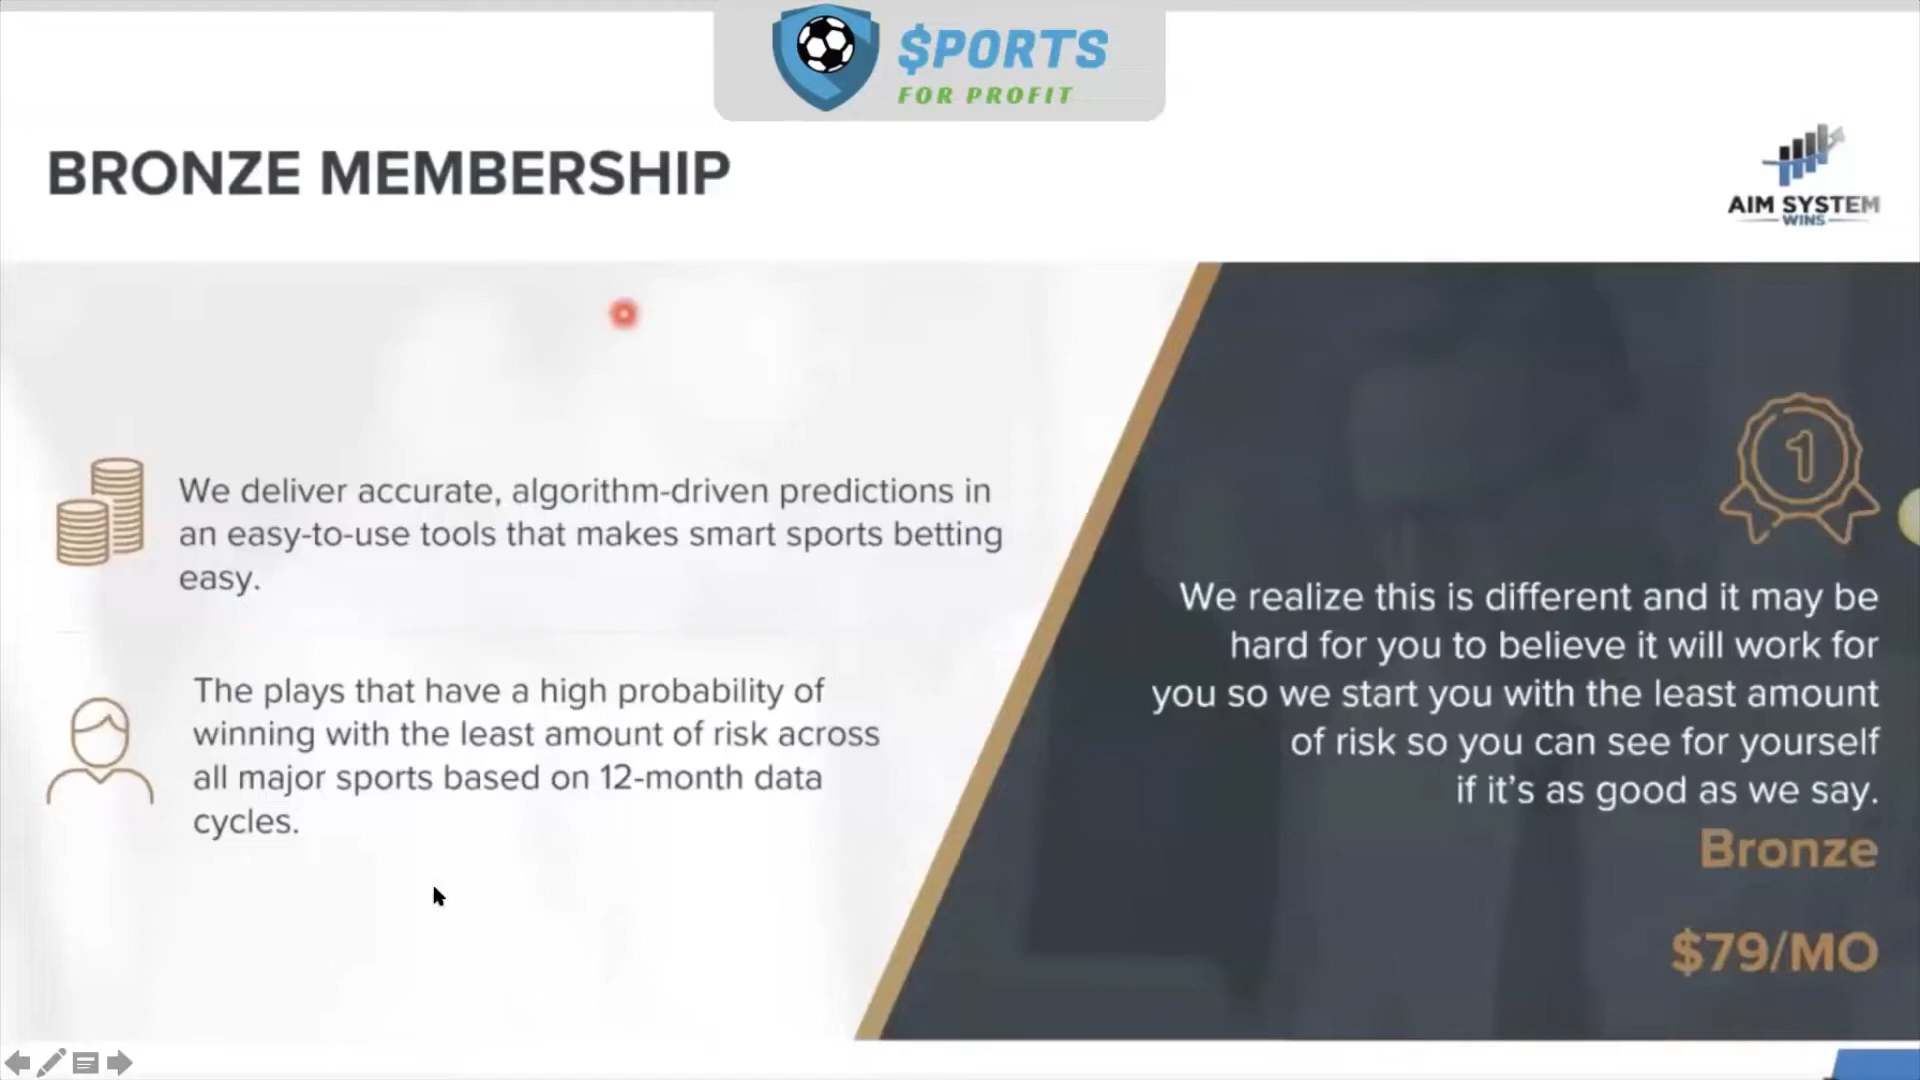 $PORTS
FOR PROFIT
BRONZE MEMBERSHIP
AIM SYSTEM
WINS
We deliver accurate, algorithm-driven predictions in
an easy-to-use tools that makes smart sports betting
easy.
The plays that have a high probability of
winning with the least amount of risk across
all major sports based on 12-month data
cycles.
1
We realize this is different and it may be
hard for you to believe it will work for
you so we start you with the least amount
of risk so you can see for yourself
if it's as good as we say.
Bronze
$79/MO